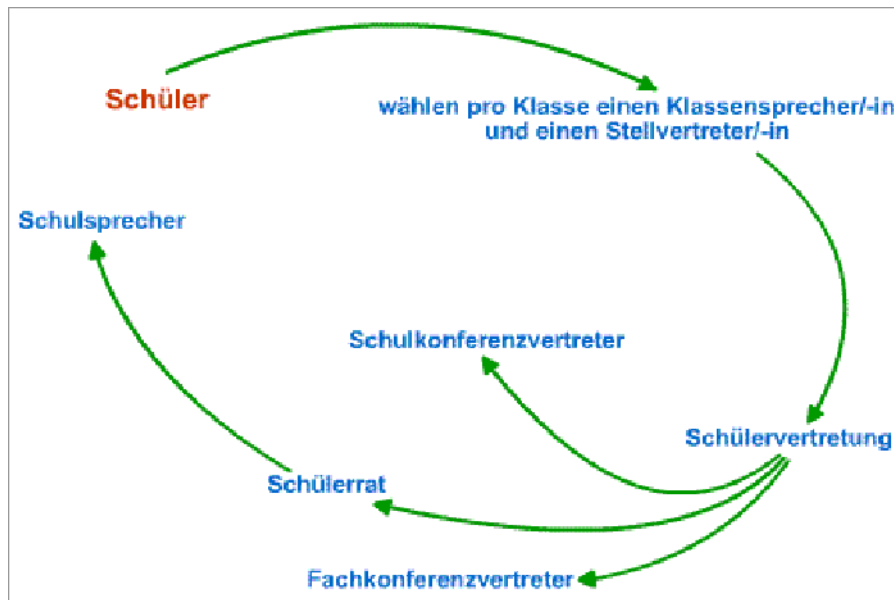 Schüler
wählen pro Klasse einen Klassensprecher/-in
und einen Stellvertreter/-in
Schulsprecher
Schulkonferenzvertreter
Schülervertretung
Schülerrat
Fachkonferenzvertreter